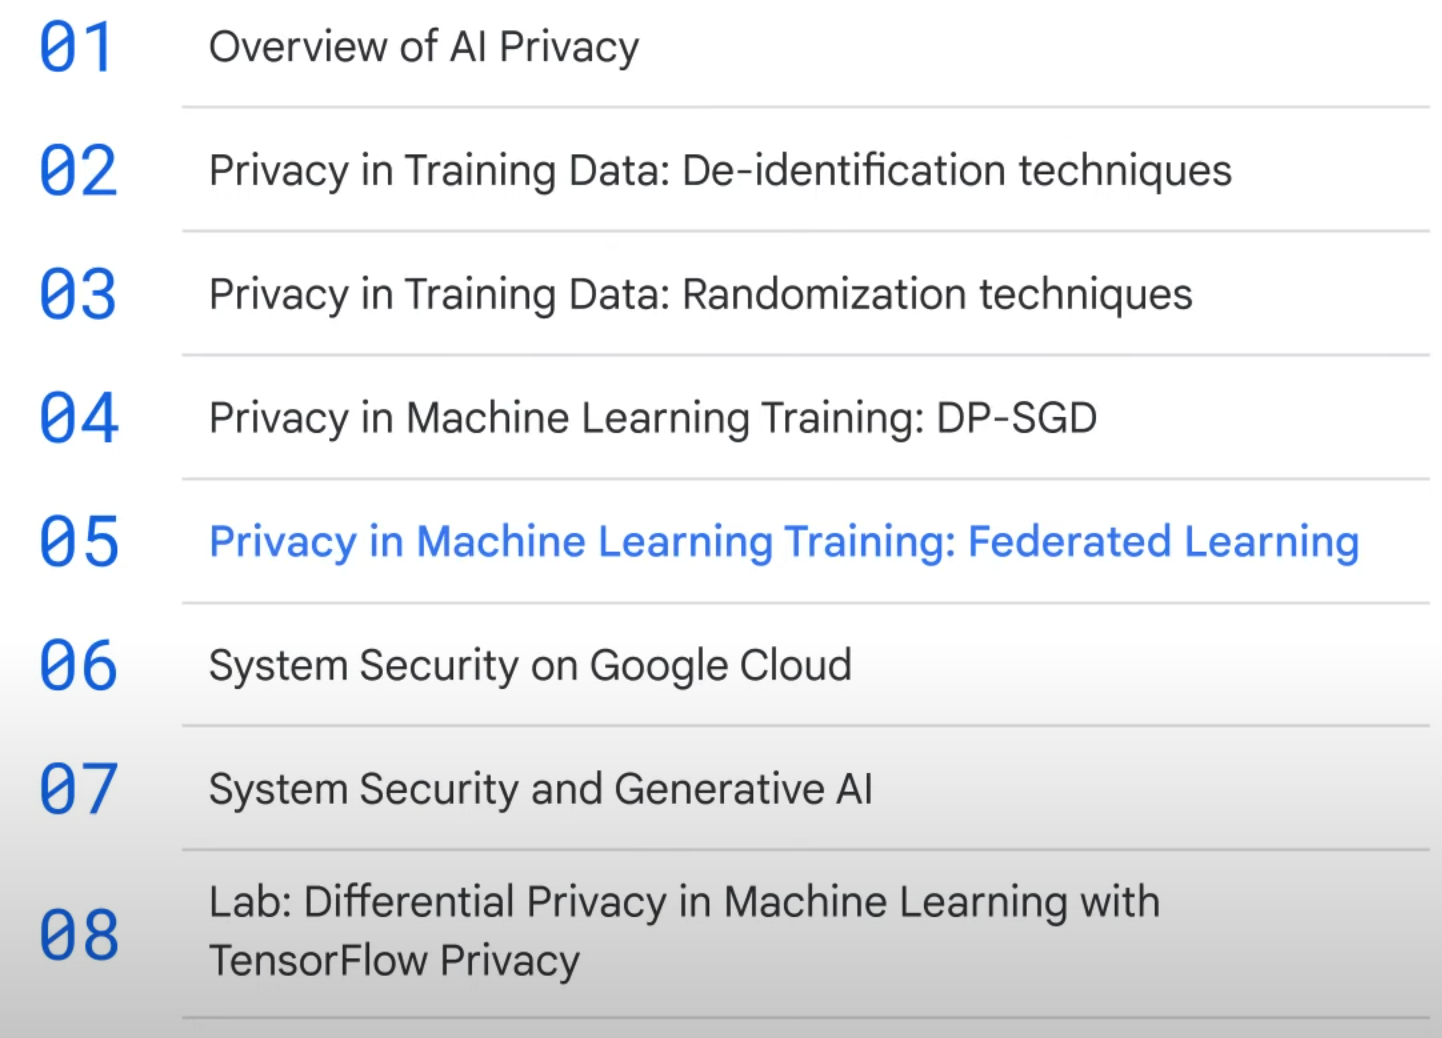 01 Overview of AI Privacy
02 Privacy in Training Data: De-identification techniques
03 Privacy in Training Data: Randomization techniques
04 Privacy in Machine Learning Training: DP-SGD
05 Privacy in Machine Learning Training: Federated Learning
06 System Security on Google Cloud
07 System Security and Generative AI
08 Lab: Differential Privacy in Machine Learning with
TensorFlow Privacy